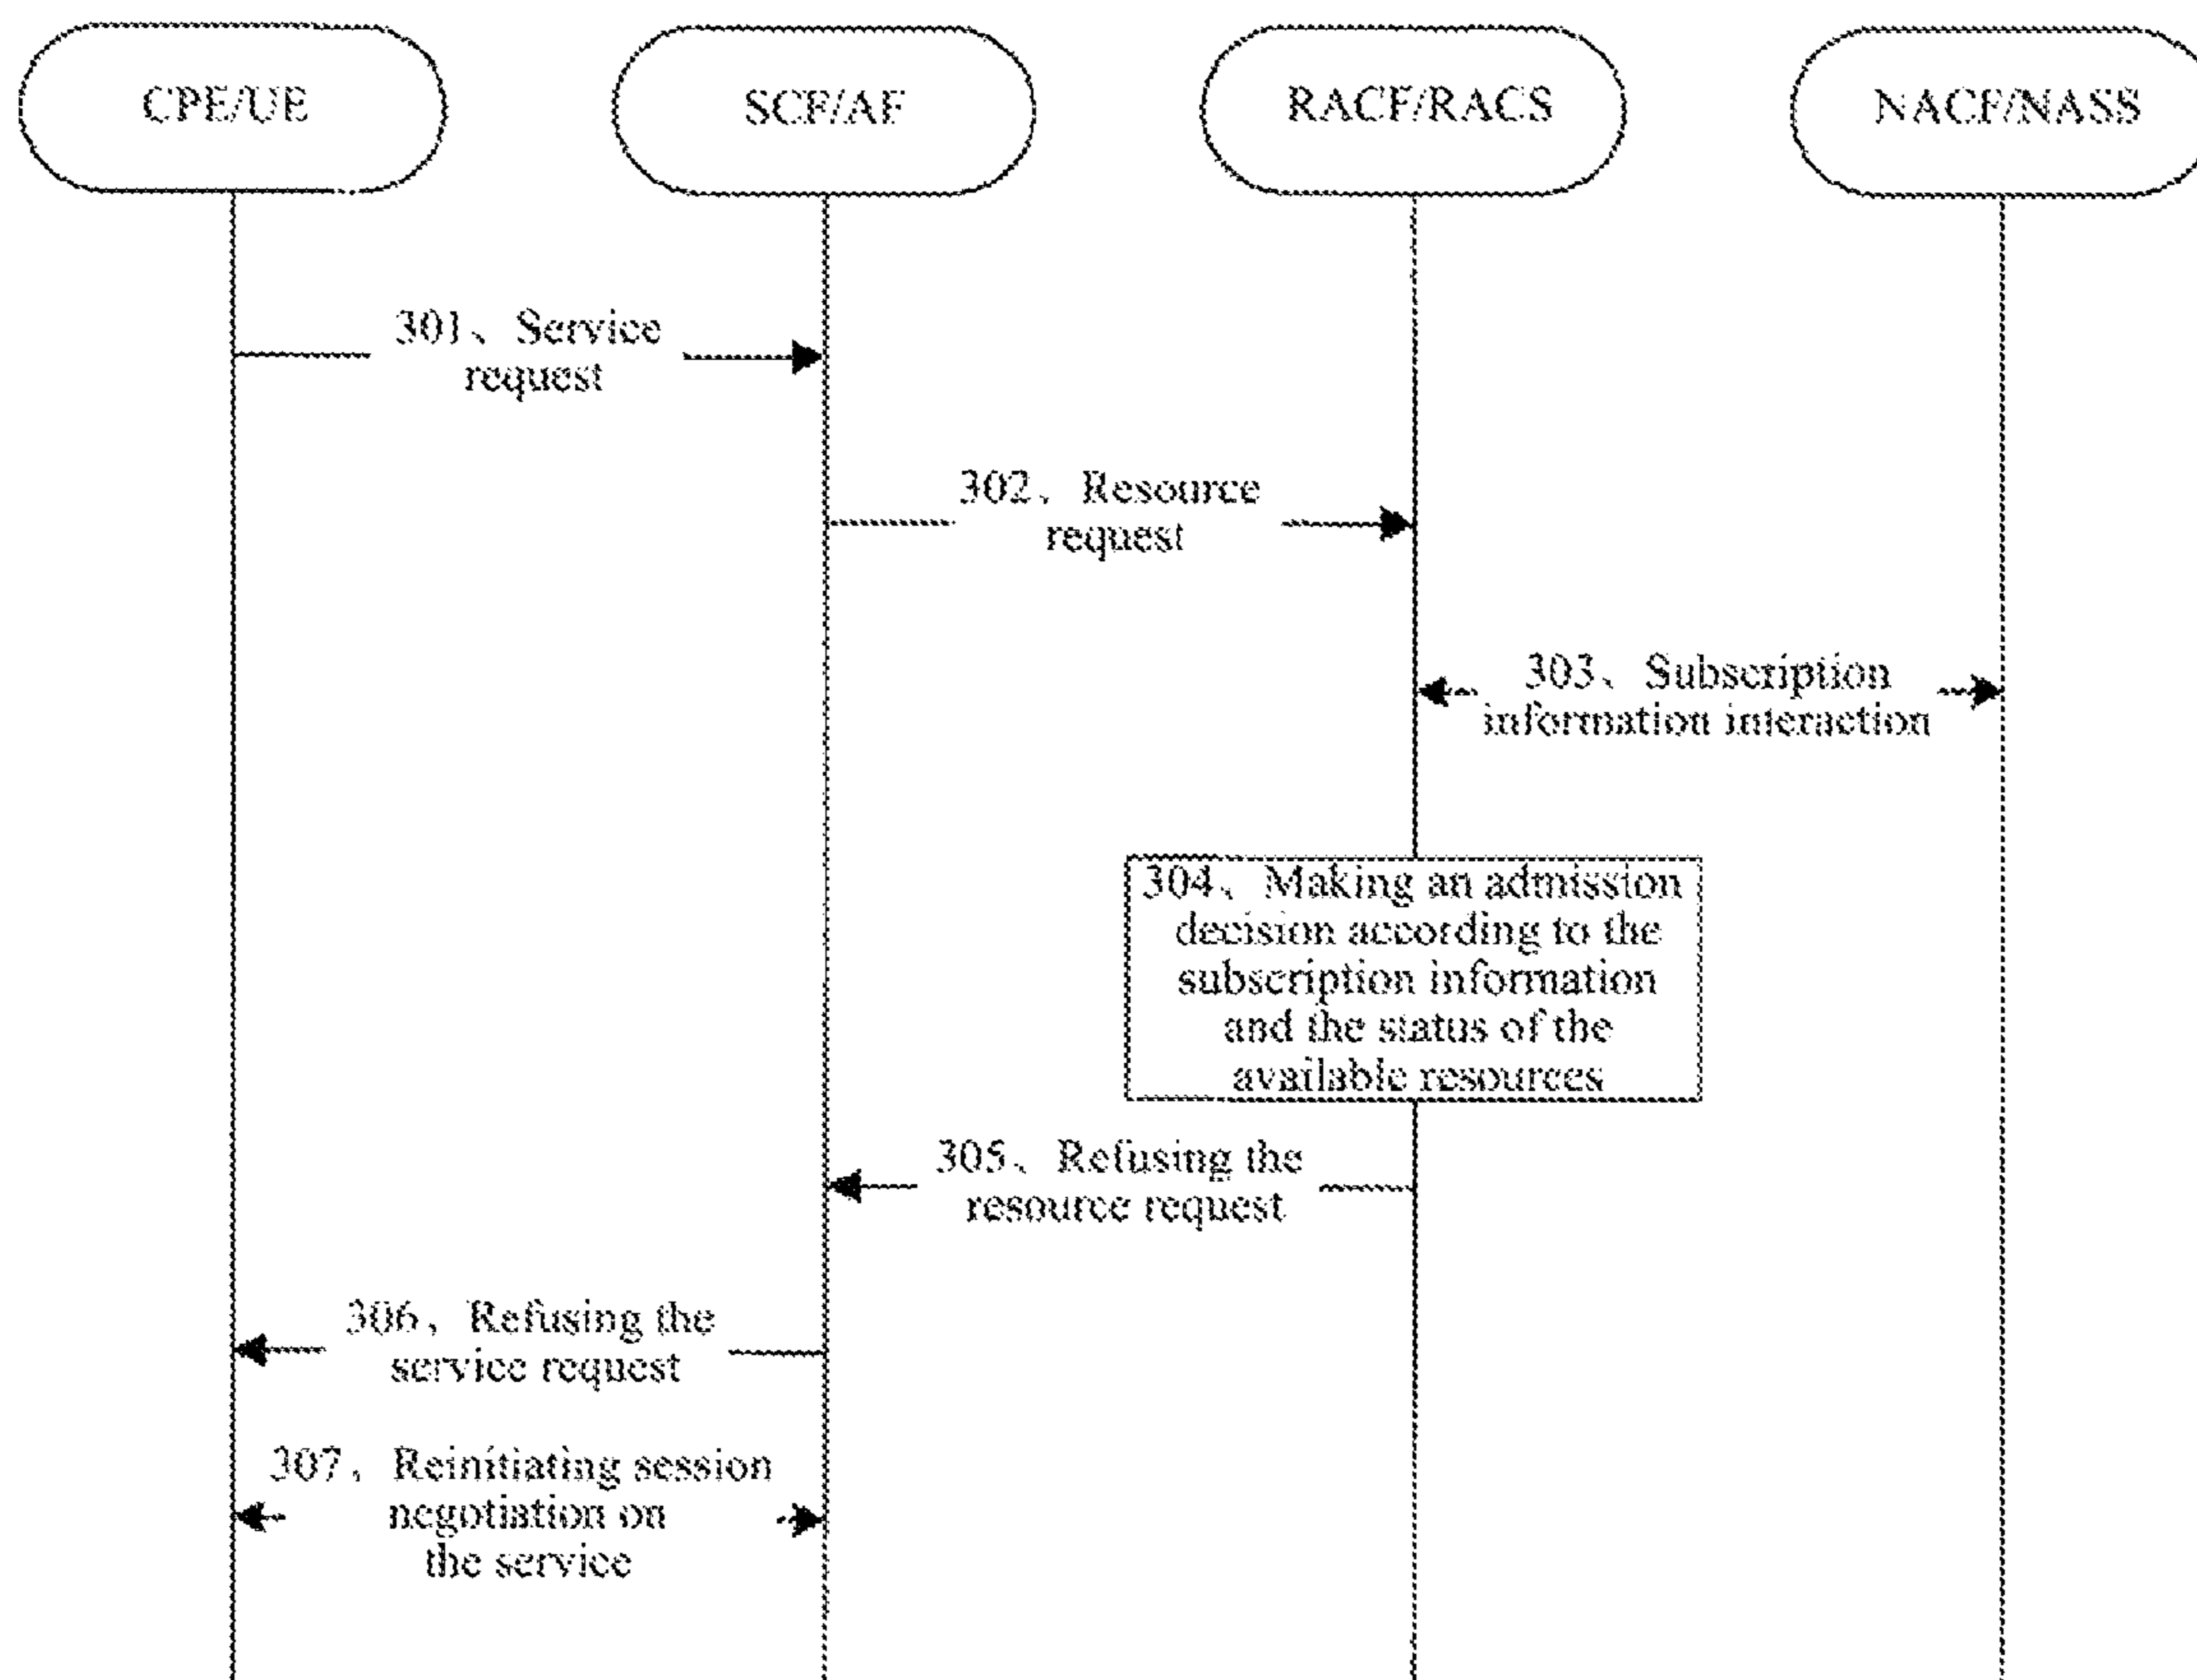 CPE/UE
SCF/AF
RACF/RACS
NACF/NASS
301、Service
request
302、Resource
request
303、Subscription
information interaction
304、Making an admission
decision according to the
subscription information
and the status of the
available resources
305、Refusing the
resource request
306、Refusing the
service request
307、Reinitiating session
negotiation on
the service